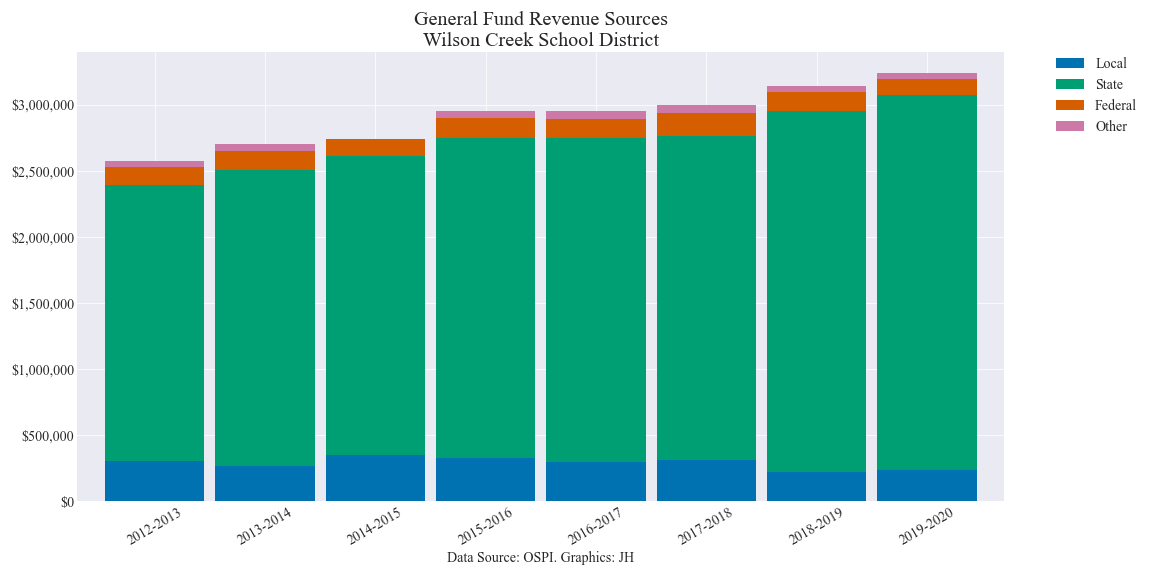 General Fund Revenue Sources
Wilson Creek School District
Local
State
Federal
Other
$3,000,000
$2,500,000
$2,000,000
$1,500,000
$1,000,000
$500,000
$0
2012-2013
2013-2014
2014-2015
2015-2016
2016-2017
2017-2018
2018-2019
2019-2020
Data Source: OSPI. Graphics: JH